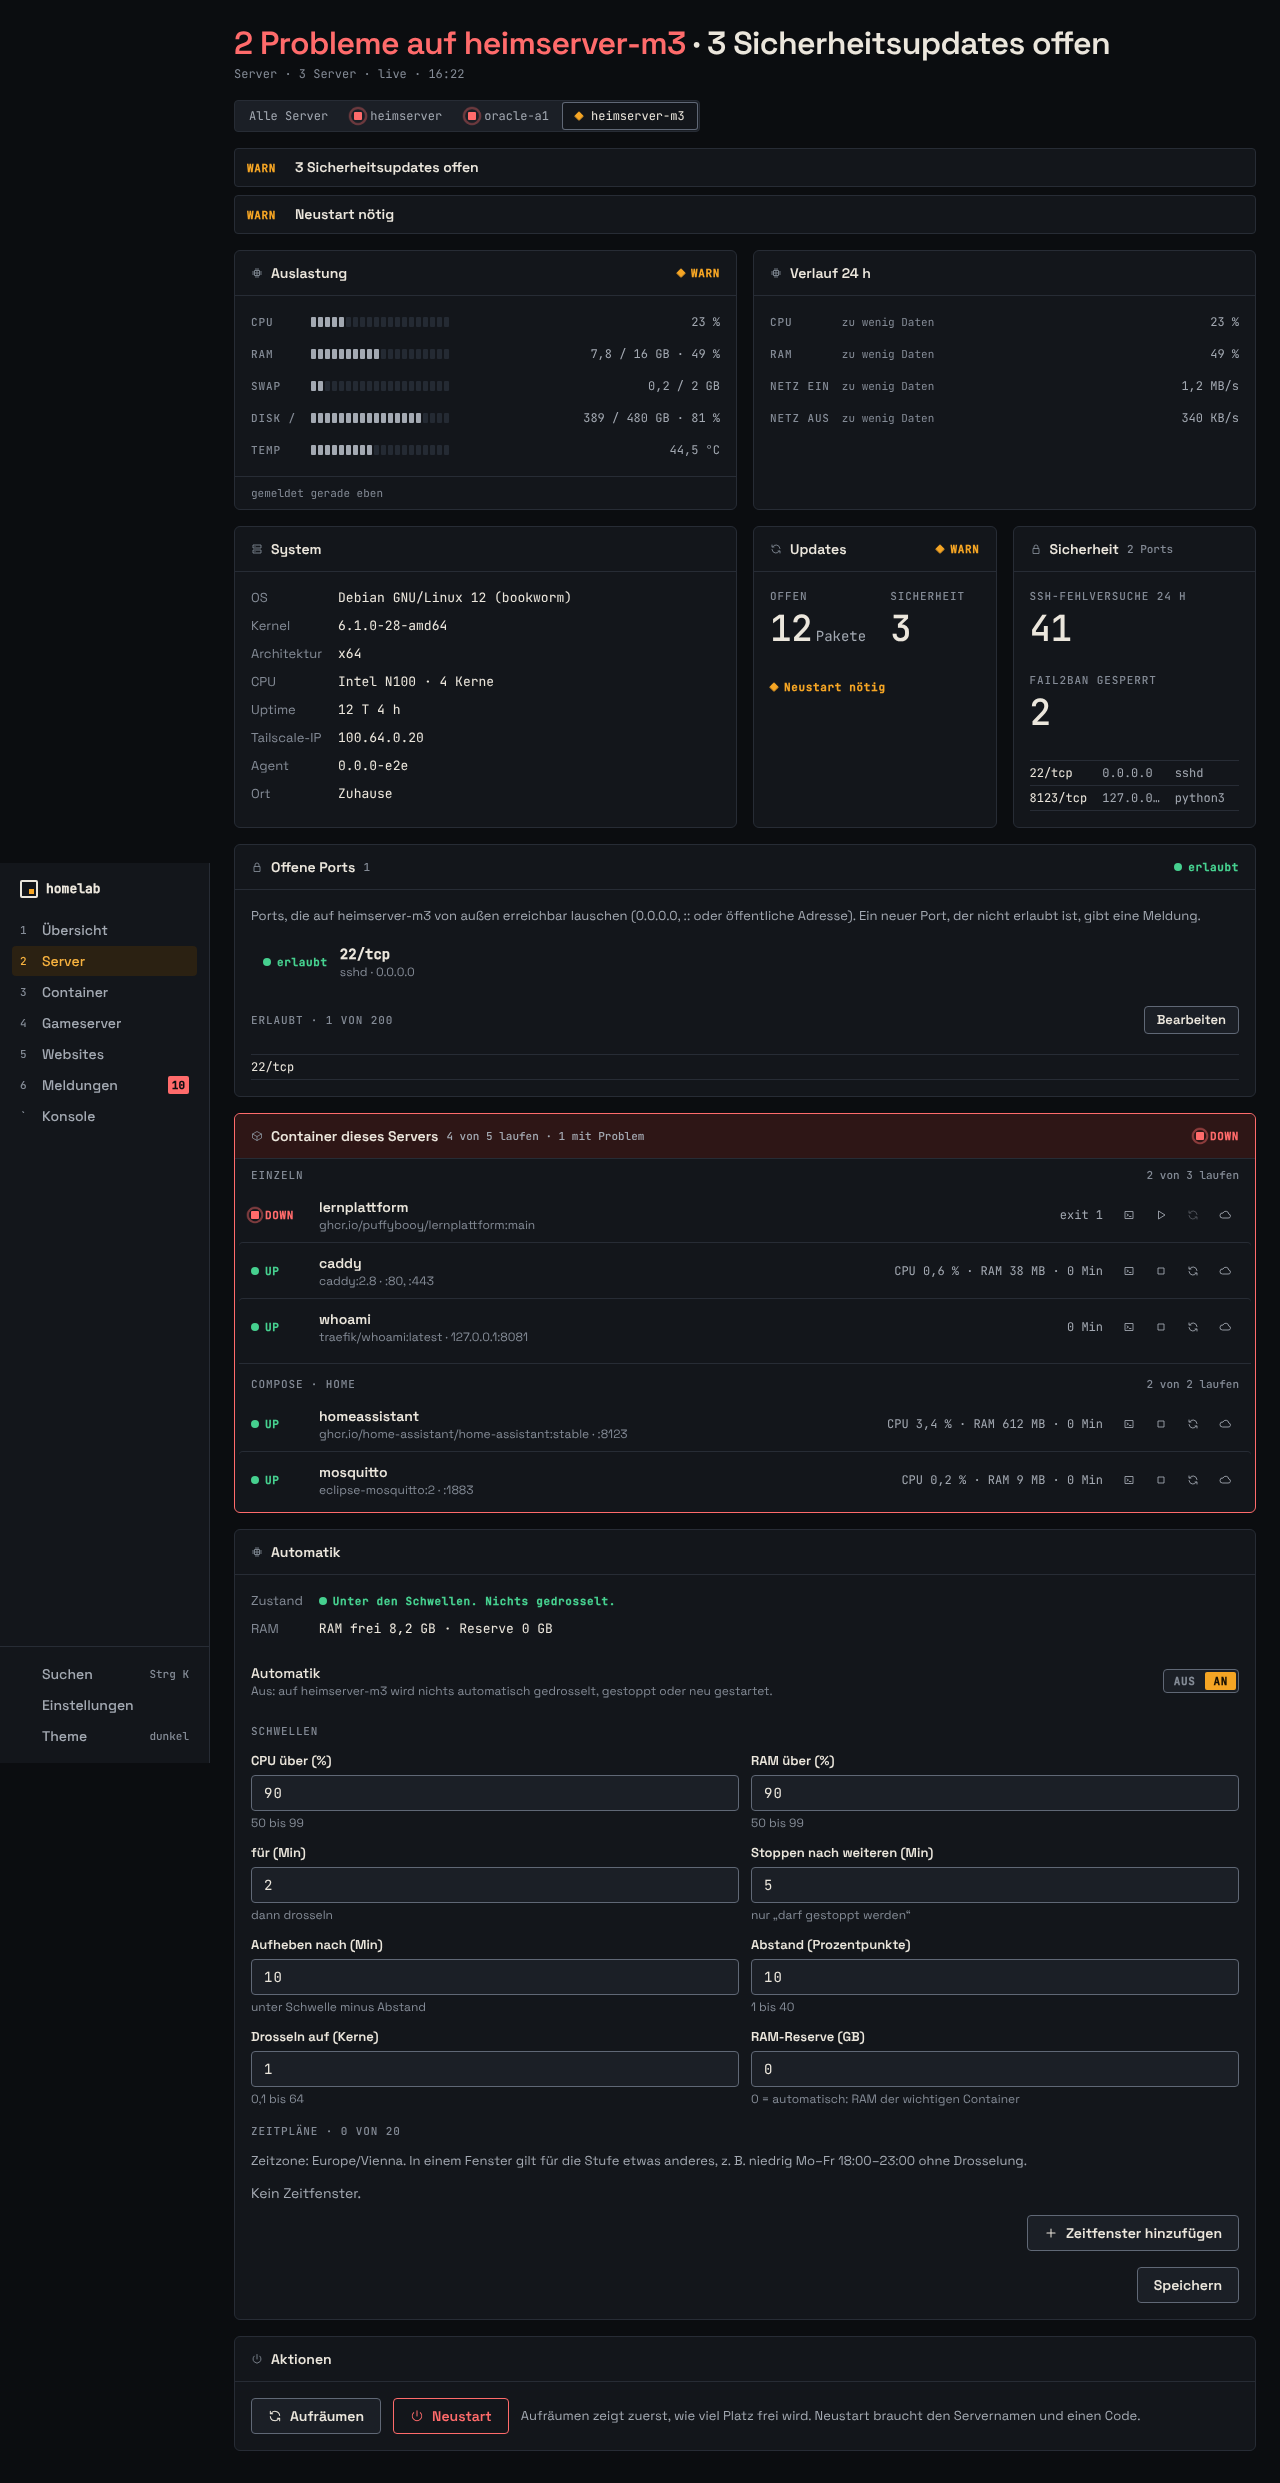 2 Probleme auf heimserver-m3 · 3 Sicherheitsupdates offen
Server · 3 Server · live · 16:22
Alle Server heimserver oracle-a1 heimserver-m3
WARN 3 Sicherheitsupdates offen
WARN Neustart nötig
Auslastung WARN
CPU 23 %
RAM 7,8 / 16 GB · 49 %
SWAP 0,2 / 2 GB
DISK / 389 / 480 GB · 81 %
TEMP 44,5 °C
gemeldet gerade eben
Verlauf 24 h
CPU zu wenig Daten 23 %
RAM zu wenig Daten 49 %
NETZ EIN zu wenig Daten 1,2 MB/s
NETZ AUS zu wenig Daten 340 KB/s
System
OS Debian GNU/Linux 12 (bookworm)
Kernel 6.1.0-28-amd64
Architektur x64
CPU Intel N100 · 4 Kerne
Uptime 12 T 4 h
Tailscale-IP 100.64.0.20
Agent 0.0.0-e2e
Ort Zuhause
Updates WARN
OFFEN SICHERHEIT
12 Pakete 3
Neustart nötig
Sicherheit 2 Ports
SSH-FEHLVERSUCHE 24 H
41
FAIL2BAN GESPERRT
2
22/tcp 0.0.0.0 sshd
8123/tcp 127.0.0… python3
Offene Ports 1 erlaubt
Ports, die auf heimserver-m3 von außen erreichbar lauschen (0.0.0.0, :: oder öffentliche Adresse). Ein neuer Port, der nicht erlaubt ist, gibt eine Meldung.
erlaubt 22/tcp
sshd · 0.0.0.0
ERLAUBT · 1 VON 200 Bearbeiten
22/tcp
homelab
1 Übersicht
2 Server
3 Container
4 Gameserver
5 Websites
6 Meldungen 10
` Konsole
Suchen Strg K
Einstellungen
Theme dunkel
Container dieses Servers 4 von 5 laufen · 1 mit Problem DOWN
EINZELN 2 von 3 laufen
DOWN lernplattform exit 1
ghcr.io/puffybooy/lernplattform:main
UP caddy CPU 0,6 % · RAM 38 MB · 0 Min
caddy:2.8 · :80, :443
UP whoami 0 Min
traefik/whoami:latest · 127.0.0.1:8081
COMPOSE · HOME 2 von 2 laufen
UP homeassistant CPU 3,4 % · RAM 612 MB · 0 Min
ghcr.io/home-assistant/home-assistant:stable · :8123
UP mosquitto CPU 0,2 % · RAM 9 MB · 0 Min
eclipse-mosquitto:2 · :1883
Automatik
Zustand Unter den Schwellen. Nichts gedrosselt.
RAM RAM frei 8,2 GB · Reserve 0 GB
Automatik
Aus: auf heimserver-m3 wird nichts automatisch gedrosselt, gestoppt oder neu gestartet.
AUS AN
SCHWELLEN
CPU über (%) RAM über (%)
90 90
50 bis 99 50 bis 99
für (Min) Stoppen nach weiteren (Min)
2 5
dann drosseln nur „darf gestoppt werden“
Aufheben nach (Min) Abstand (Prozentpunkte)
10 10
unter Schwelle minus Abstand 1 bis 40
Drosseln auf (Kerne) RAM-Reserve (GB)
1 0
0,1 bis 64 0 = automatisch: RAM der wichtigen Container
ZEITPLÄNE · 0 VON 20
Zeitzone: Europe/Vienna. In einem Fenster gilt für die Stufe etwas anderes, z. B. niedrig Mo–Fr 18:00–23:00 ohne Drosselung.
Kein Zeitfenster.
Zeitfenster hinzufügen
Speichern
Aktionen
Aufräumen Neustart Aufräumen zeigt zuerst, wie viel Platz frei wird. Neustart braucht den Servernamen und einen Code.